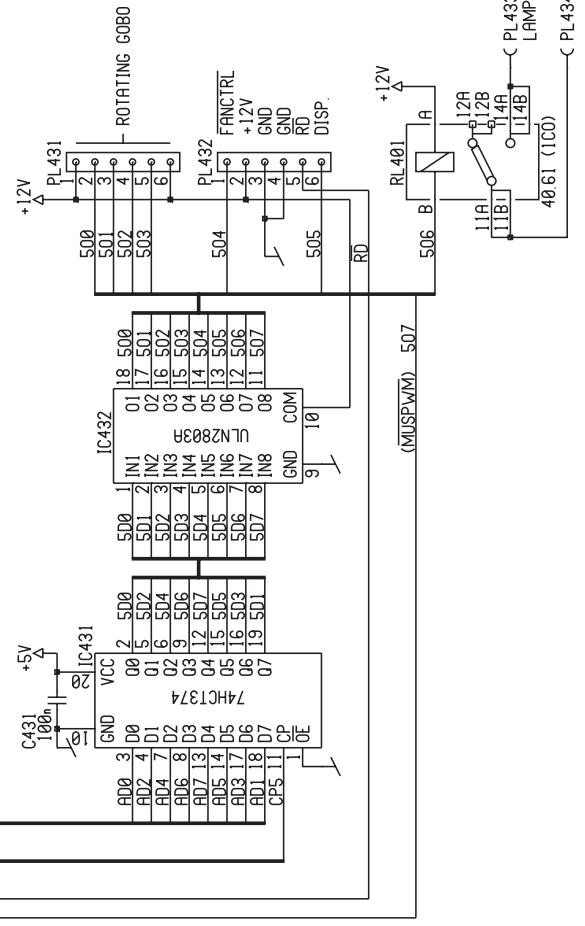 ROTATING GOBO
PL431
+12V
1
2
3
4
5
6
500
501
502
503
FANCTRL
+12V
GND
GND
RD
DISP.
PL432
1
2
3
4
5
6
504
505
RD
+12V
RL401
A
B
506
12A
12B
14A
14B
11A
11B
40.61 (1CO)
PL433
LAMP
PL434
IC432
ULN2803A
18 O1 500
17 O2 501
16 O3 502
15 O4 503
14 O5 504
13 O6 505
12 O7 506
11 O8 507
COM 10
5D0 1 IN1
5D1 2 IN2
5D2 3 IN3
5D3 4 IN4
5D4 5 IN5
5D5 6 IN6
5D6 7 IN7
5D7 8 IN8
GND 9
(MUSPWM) 507
+5V
C431
100n
IC431
74HCT374
VCC 20
GND 10
Q0 2 5D0
Q1 5 5D2
Q2 6 5D4
Q3 9 5D6
Q4 12 5D7
Q5 15 5D5
Q6 16 5D3
Q7 19 5D1
AD0 3 D0
AD2 4 D1
AD4 7 D2
AD6 8 D3
AD7 13 D4
AD5 14 D5
AD3 17 D6
AD1 18 D7
CP5 11 CP
1 OE